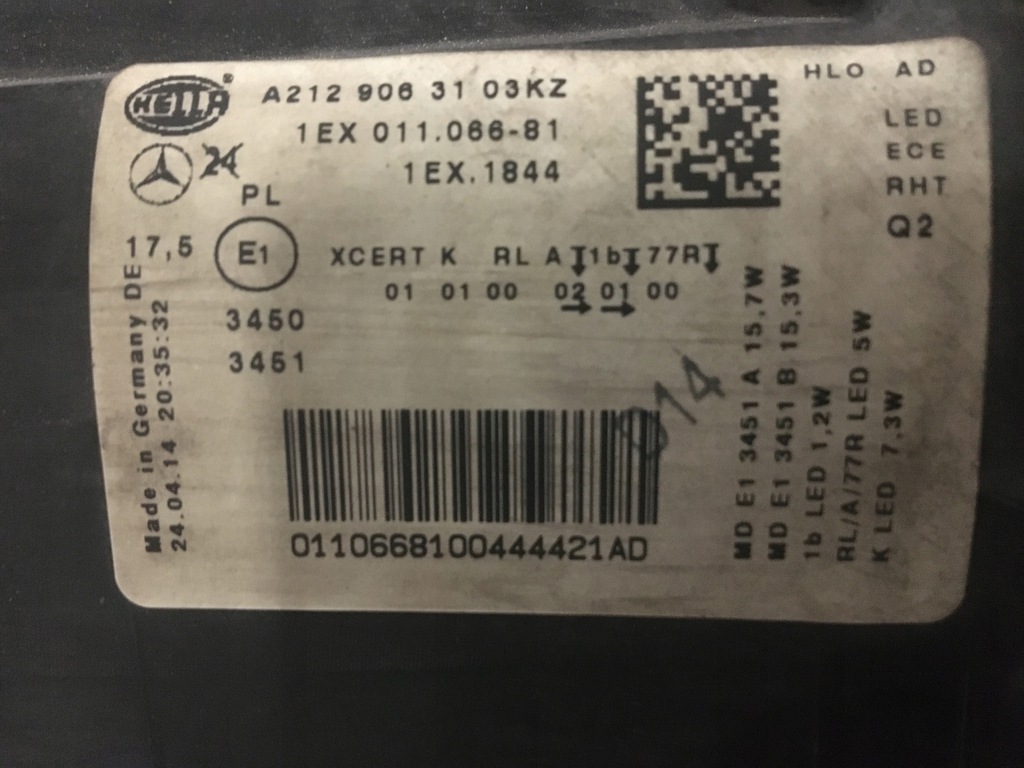 HELLA®
A212 906 31 03KZ
1EX 011.066-81
24
1EX.1844
PL
HLO AD
LED
ECE
RHT
Q2
17,5
E1
XCERT K RL A 1b 77R
01 01 00 02 01 00
3450
3451
Made in Germany DE
24.04.14 20:35:32
014
0110668100444421AD
MD E1 3451 A 15,7W
MD E1 3451 B 15,3W
1b LED 1,2W
RL/A/77R LED 5W
K LED 7,3W